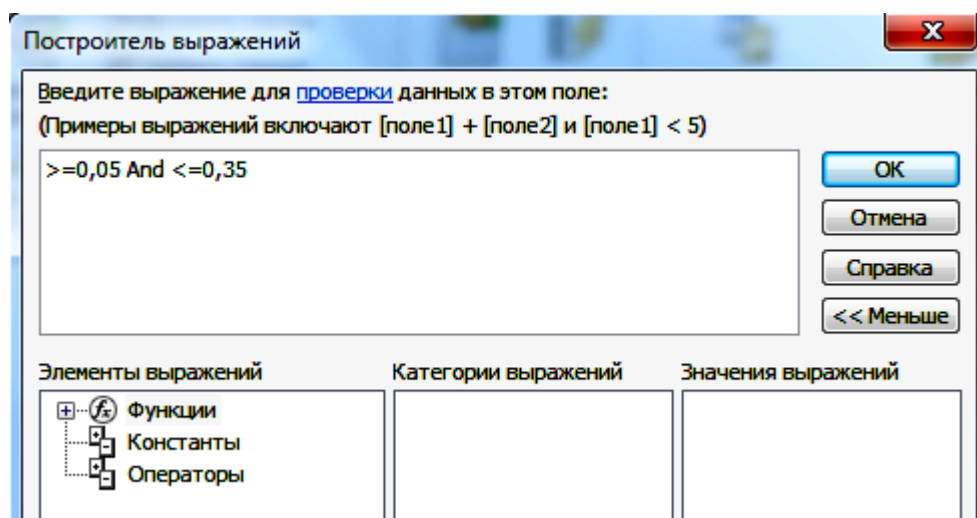 Построитель выражений
Введите выражение для проверки данных в этом поле:
(Примеры выражений включают [поле1] + [поле2] и [поле1] < 5)
>=0,05 And <=0,35
ОК
Отмена
Справка
<< Меньше
Элементы выражений Категории выражений Значения выражений
Функции
Константы
Операторы